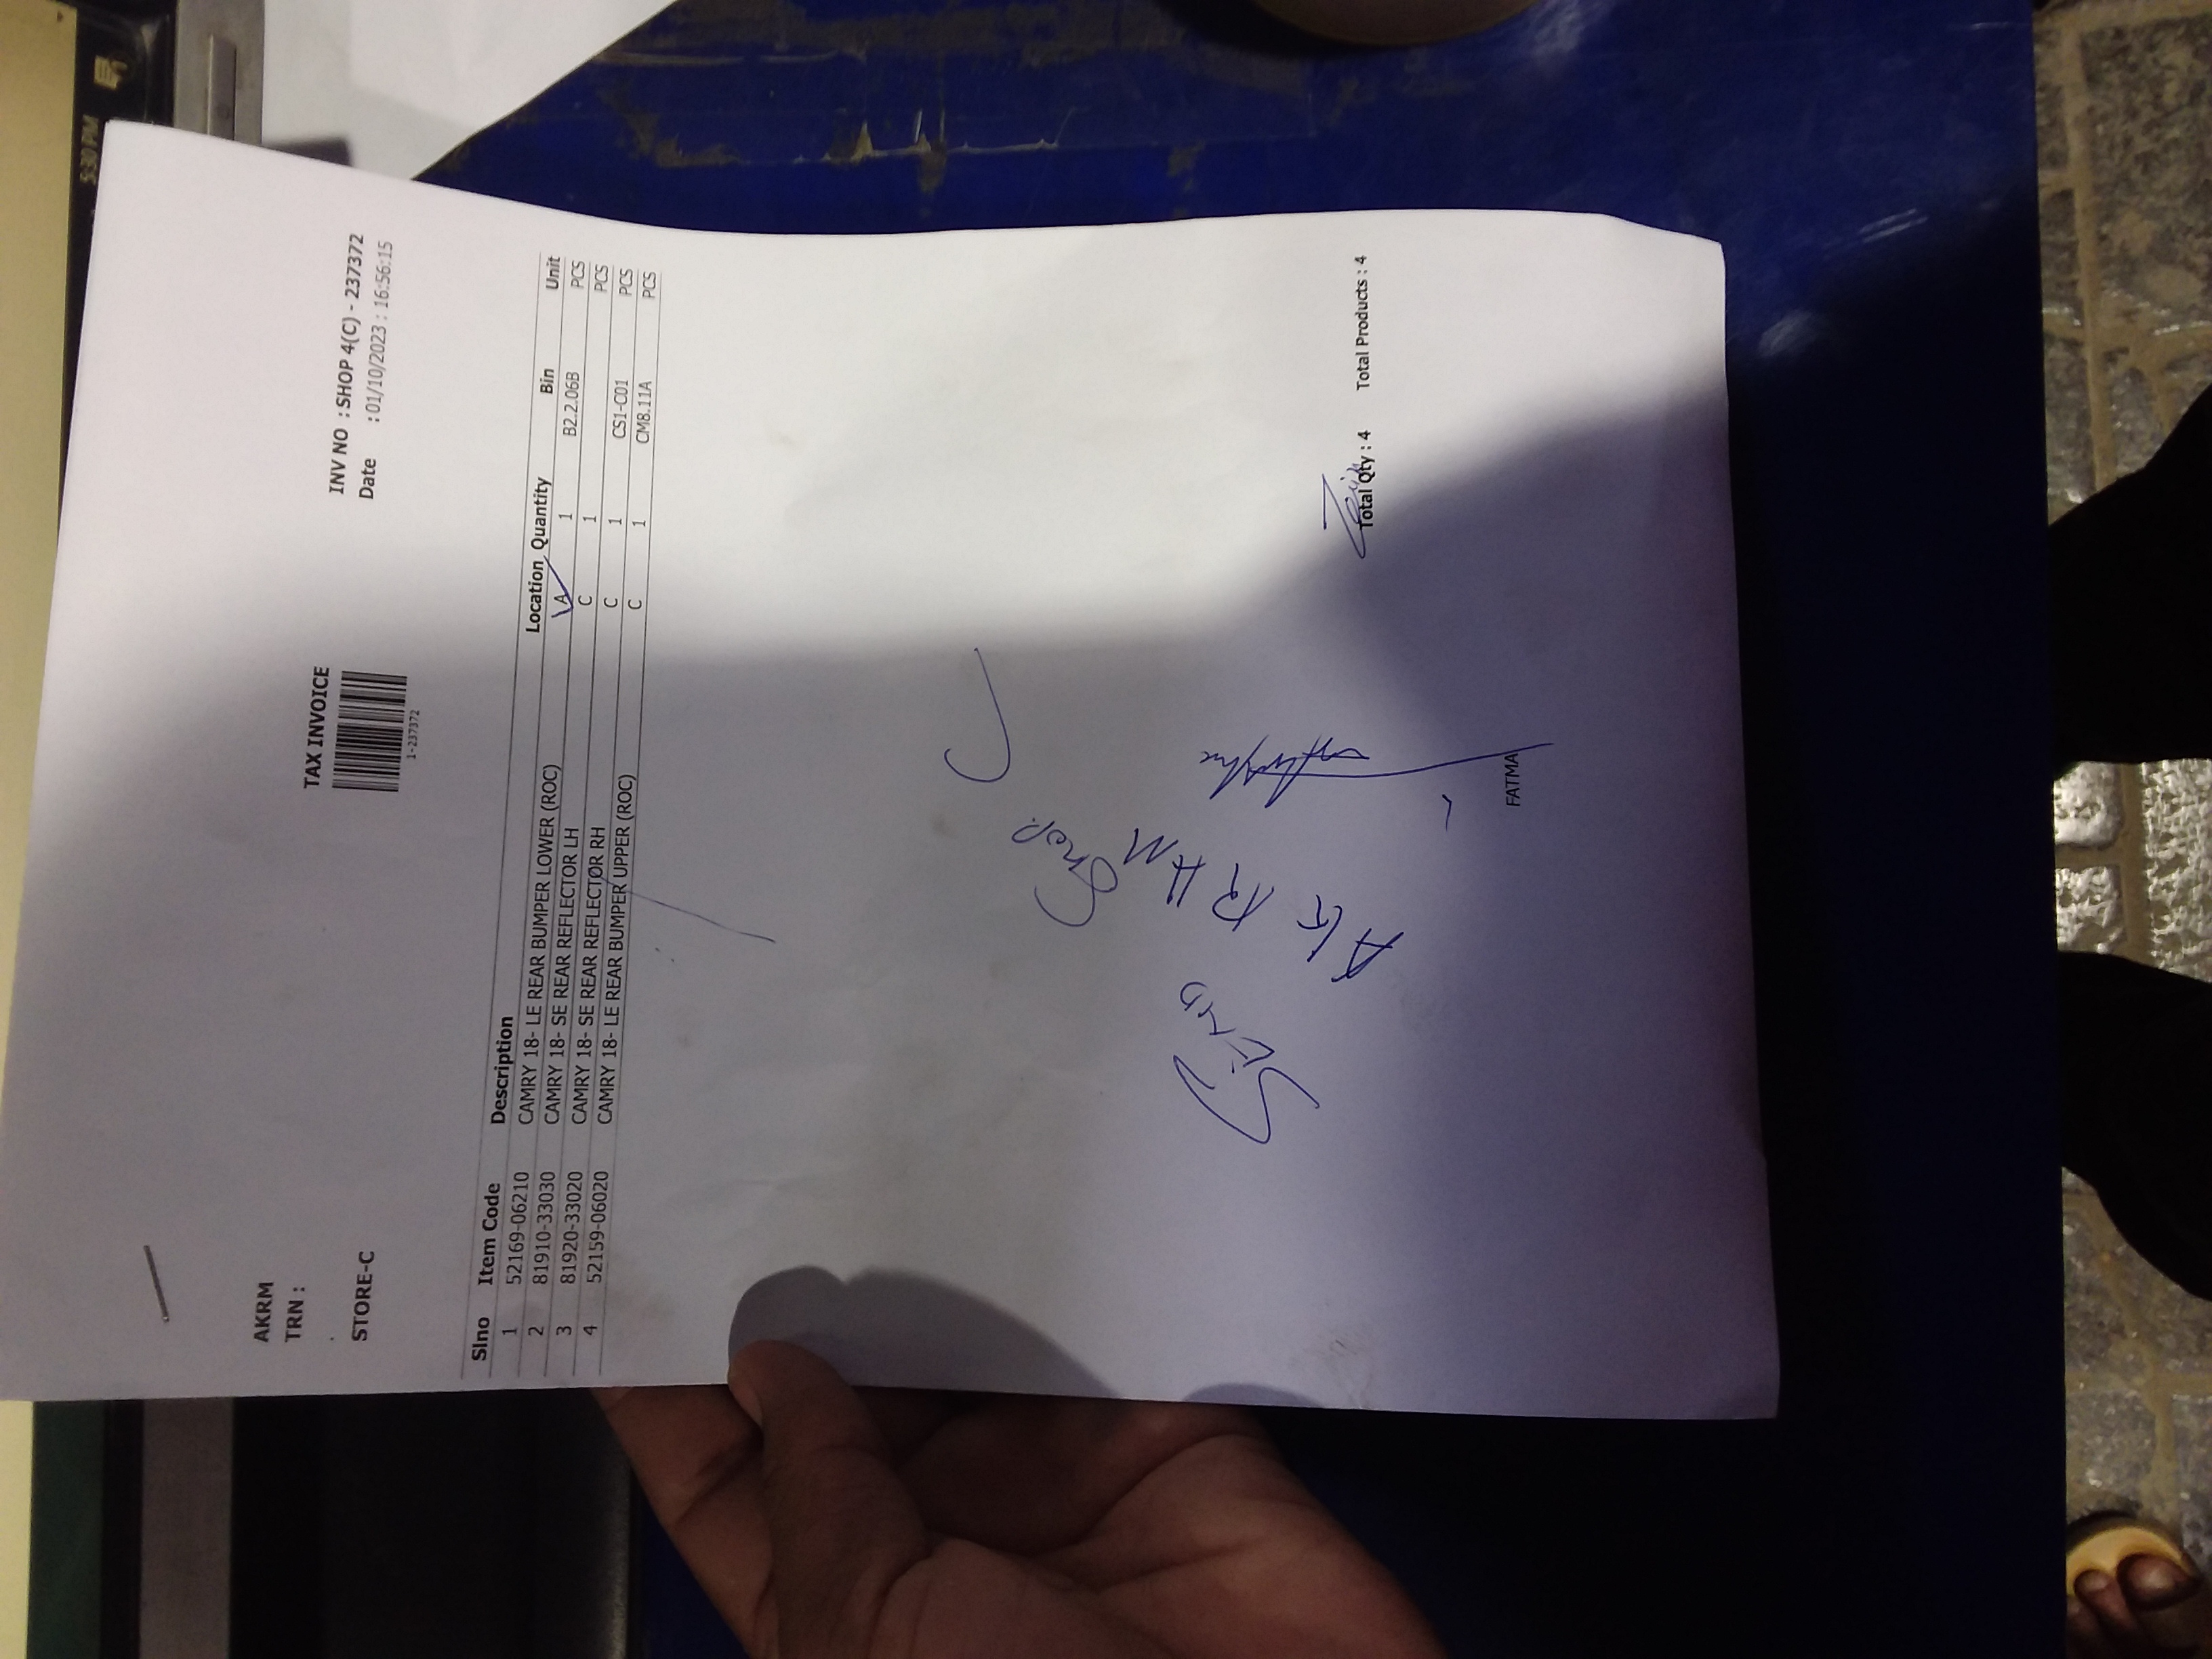 5:30 PM
TAX INVOICE
1-237372
AKRM
TRN :
.
STORE-C
INV NO : SHOP 4(C) - 237372
Date : 01/10/2023 : 16:56:15
Slno Item Code Description Location Quantity Bin Unit
1 52169-06210 CAMRY 18- LE REAR BUMPER LOWER (ROC) A 1 B2.2.06B PCS
2 81910-33030 CAMRY 18- SE REAR REFLECTOR LH C 1 PCS
3 81920-33020 CAMRY 18- SE REAR REFLECTOR RH C 1 CS1-C01 PCS
4 52159-06020 CAMRY 18- LE REAR BUMPER UPPER (ROC) C 1 CM8.11A PCS
Shop.
AKRAM
Total Qty : 4 Total Products : 4
FATMA